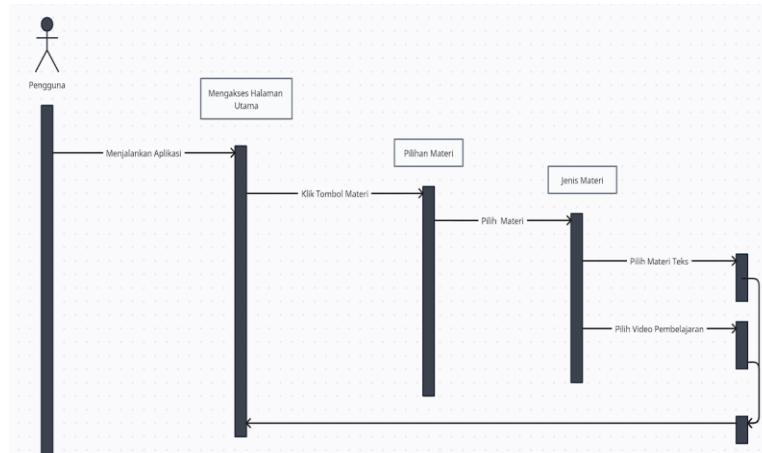 Pengguna
Mengakses Halaman
Utama
Menjalankan Aplikasi
Pilihan Materi
Klik Tombol Materi
Jenis Materi
Pilih Materi
Pilih Materi Teks
Pilih Video Pembelajaran